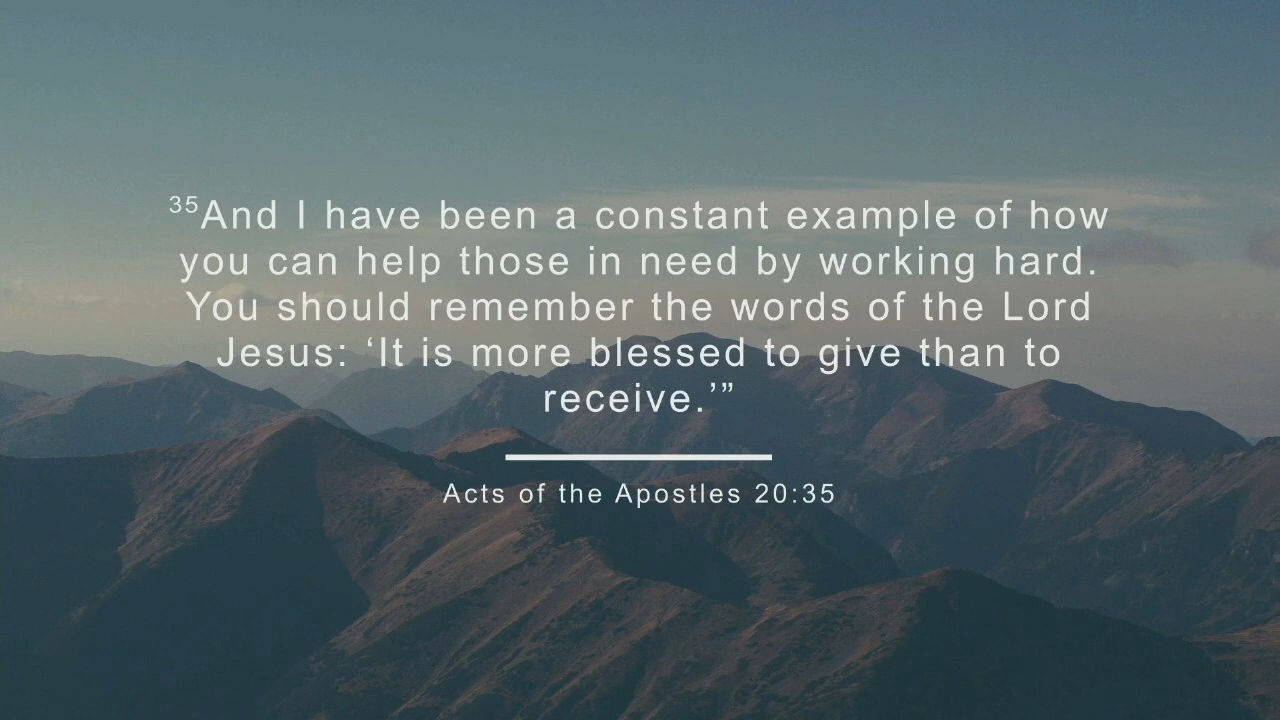 ³⁵And I have been a constant example of how
you can help those in need by working hard.
You should remember the words of the Lord
Jesus: ‘It is more blessed to give than to
receive.’”
Acts of the Apostles 20:35